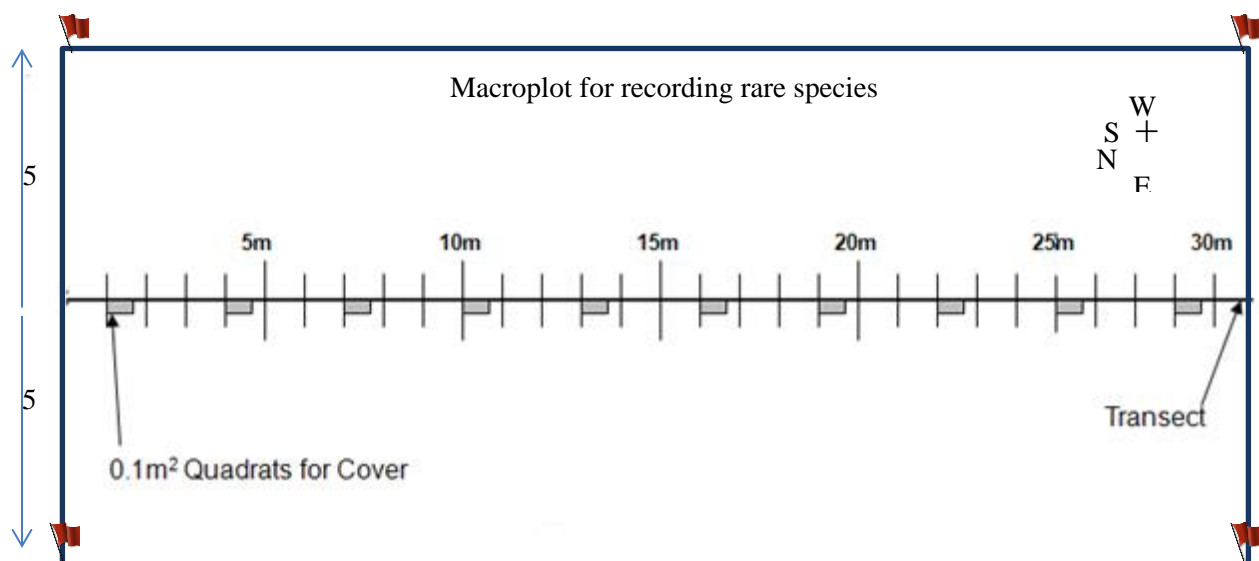 Macroplot for recording rare species
W
S
N
E
5
5m
10m
15m
20m
25m
30m
5
Transect
0.1m² Quadrats for Cover